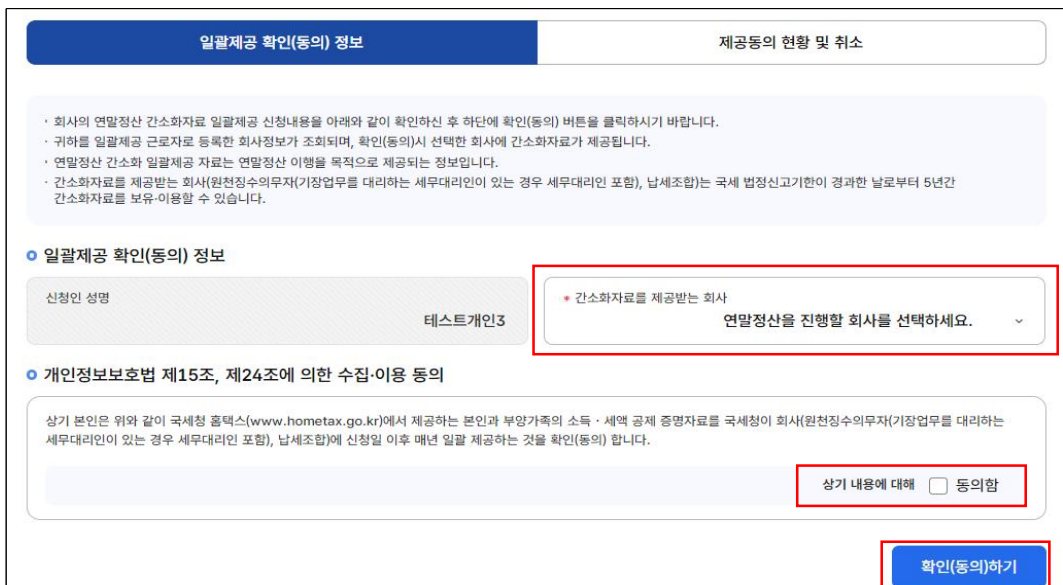 일괄제공 확인(동의) 정보
제공동의 현황 및 취소
· 회사의 연말정산 간소화자료 일괄제공 신청내용을 아래와 같이 확인하신 후 하단에 확인(동의) 버튼을 클릭하시기 바랍니다.
· 귀하를 일괄제공 근로자로 등록한 회사정보가 조회되며, 확인(동의)시 선택한 회사에 간소화자료가 제공됩니다.
· 연말정산 간소화 일괄제공 자료는 연말정산 이행을 목적으로 제공되는 정보입니다.
· 간소화자료를 제공받는 회사(원천징수의무자(기장업무를 대리하는 세무대리인이 있는 경우 세무대리인 포함), 납세조합)는 국세 법정신고기한이 경과한 날로부터 5년간
간소화자료를 보유·이용할 수 있습니다.
일괄제공 확인(동의) 정보
신청인 성명
테스트개인3
* 간소화자료를 제공받는 회사
연말정산을 진행할 회사를 선택하세요.
개인정보보호법 제15조, 제24조에 의한 수집·이용 동의
상기 본인은 위와 같이 국세청 홈택스(www.hometax.go.kr)에서 제공하는 본인과 부양가족의 소득 · 세액 공제 증명자료를 국세청이 회사(원천징수의무자(기장업무를 대리하는
세무대리인이 있는 경우 세무대리인 포함), 납세조합)에 신청일 이후 매년 일괄 제공하는 것을 확인(동의) 합니다.
상기 내용에 대해 동의함
확인(동의)하기